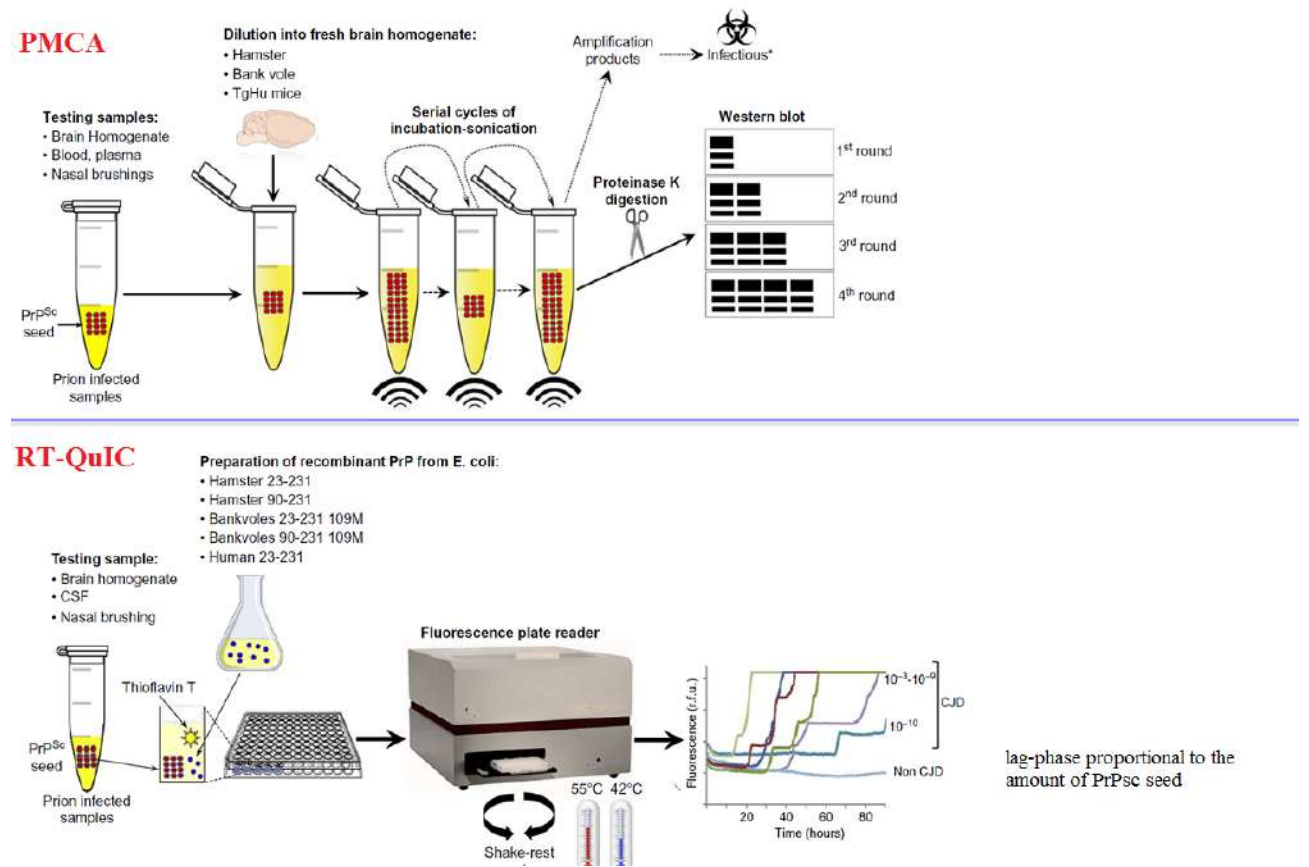 PMCA
Dilution into fresh brain homogenate:
• Hamster
• Bank vole
• TgHu mice
Testing samples:
• Brain Homogenate
• Blood, plasma
• Nasal brushings
PrPSc
seed
Prion infected
samples
Serial cycles of
incubation-sonication
Amplification
products
Infectious*
Proteinase K
digestion
Western blot
1st round
2nd round
3rd round
4th round
RT-QuIC
Preparation of recombinant PrP from E. coli:
• Hamster 23-231
• Hamster 90-231
• Bankvoles 23-231 109M
• Bankvoles 90-231 109M
• Human 23-231
Testing sample:
• Brain homogenate
• CSF
• Nasal brushing
Thioflavin T
PrPSc
seed
Prion infected
samples
Fluorescence plate reader
55°C 42°C
Shake-rest
Fluorescence (r.f.u.)
10⁻³-10⁻⁹
CJD
10⁻¹⁰
Non CJD
20 40 60 80
Time (hours)
lag-phase proportional to the
amount of PrPsc seed